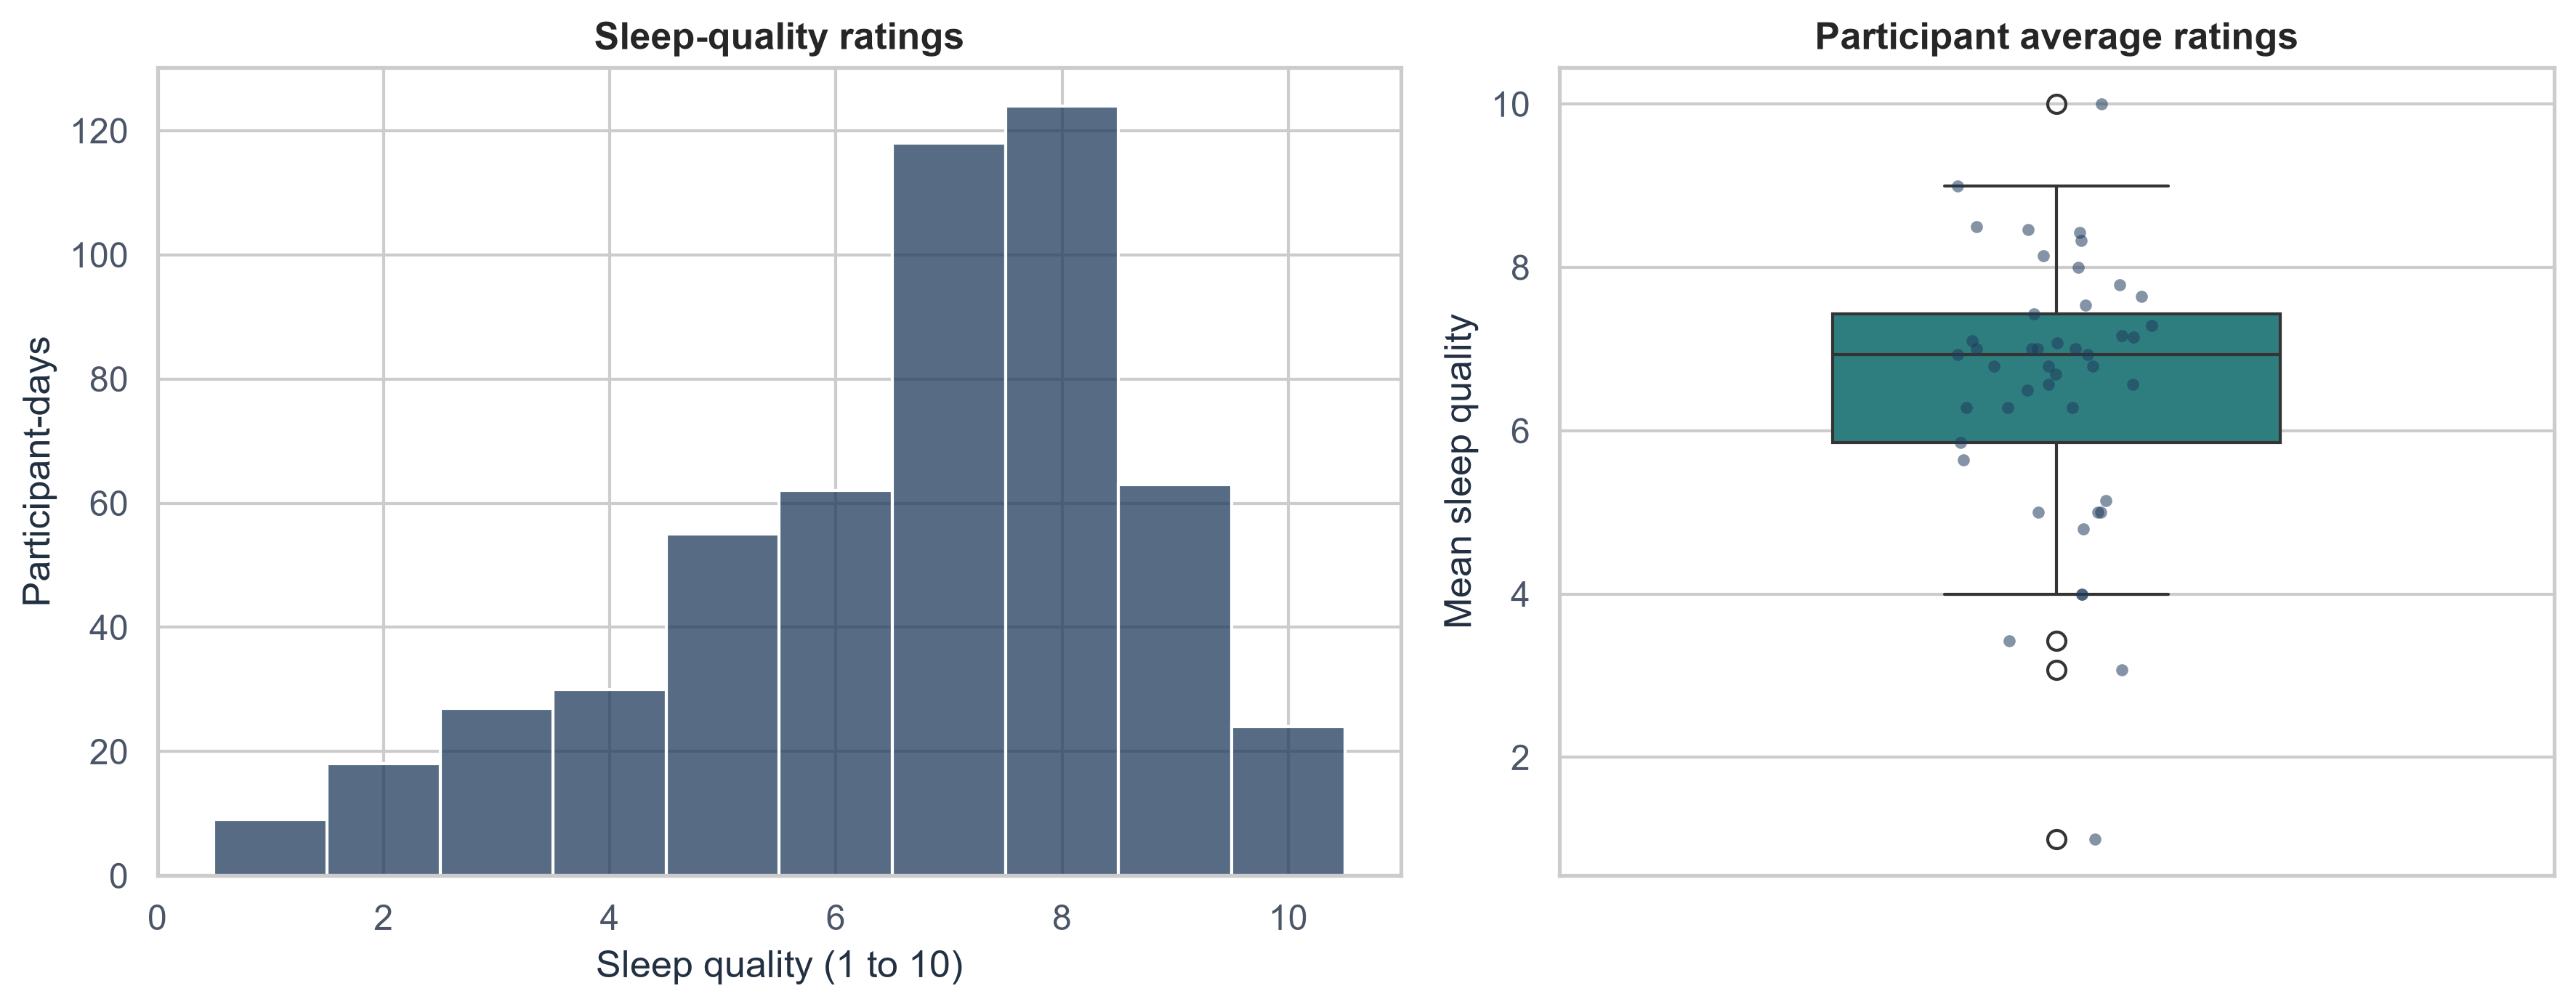 Sleep-quality ratings
Participant-days
120
100
80
60
40
20
0
0 2 4 6 8 10
Sleep quality (1 to 10)
Participant average ratings
Mean sleep quality
10
8
6
4
2